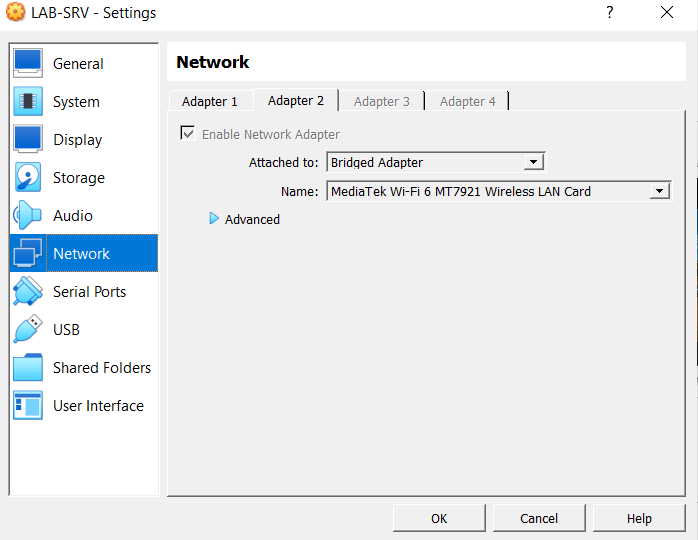 LAB-SRV - Settings
?
General
System
Display
Storage
Audio
Network
Serial Ports
USB
Shared Folders
User Interface
Network
Adapter 1
Adapter 2
Adapter 3
Adapter 4
Enable Network Adapter
Attached to: Bridged Adapter
Name: MediaTek Wi-Fi 6 MT7921 Wireless LAN Card
Advanced
OK
Cancel
Help